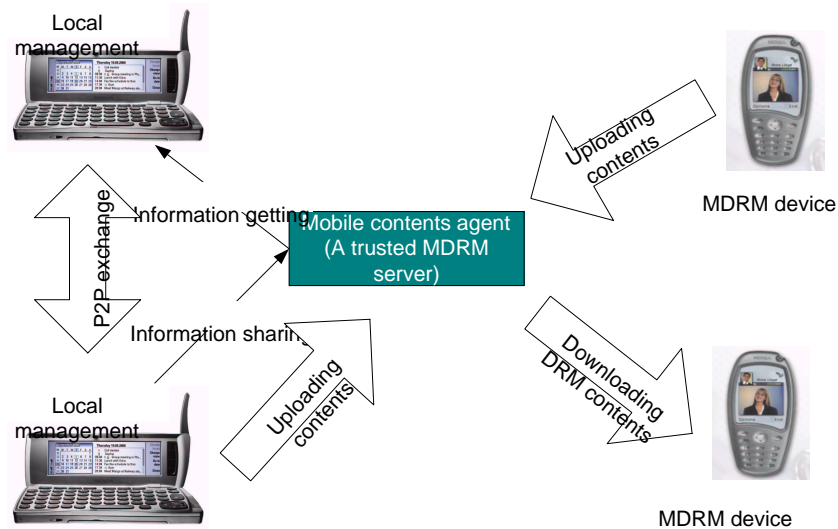 Local
management
Uploading
contents
MDRM device
P2P exchange
Information getting
Mobile contents agent
(A trusted MDRM
server)
Information sharing
Uploading
contents
Downloading
DRM contents
Local
management
MDRM device